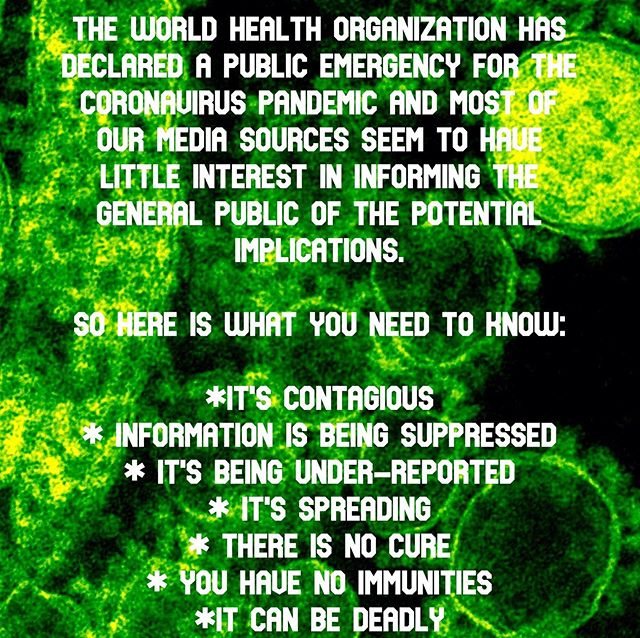 THE WORLD HEALTH ORGANIZATION HAS
DECLARED A PUBLIC EMERGENCY FOR THE
CORONAVIRUS PANDEMIC AND MOST OF
OUR MEDIA SOURCES SEEM TO HAVE
LITTLE INTEREST IN INFORMING THE
GENERAL PUBLIC OF THE POTENTIAL
IMPLICATIONS.
SO HERE IS WHAT YOU NEED TO KNOW:
*IT'S CONTAGIOUS
* INFORMATION IS BEING SUPPRESSED
* IT'S BEING UNDER-REPORTED
* IT'S SPREADING
* THERE IS NO CURE
* YOU HAVE NO IMMUNITIES
*IT CAN BE DEADLY